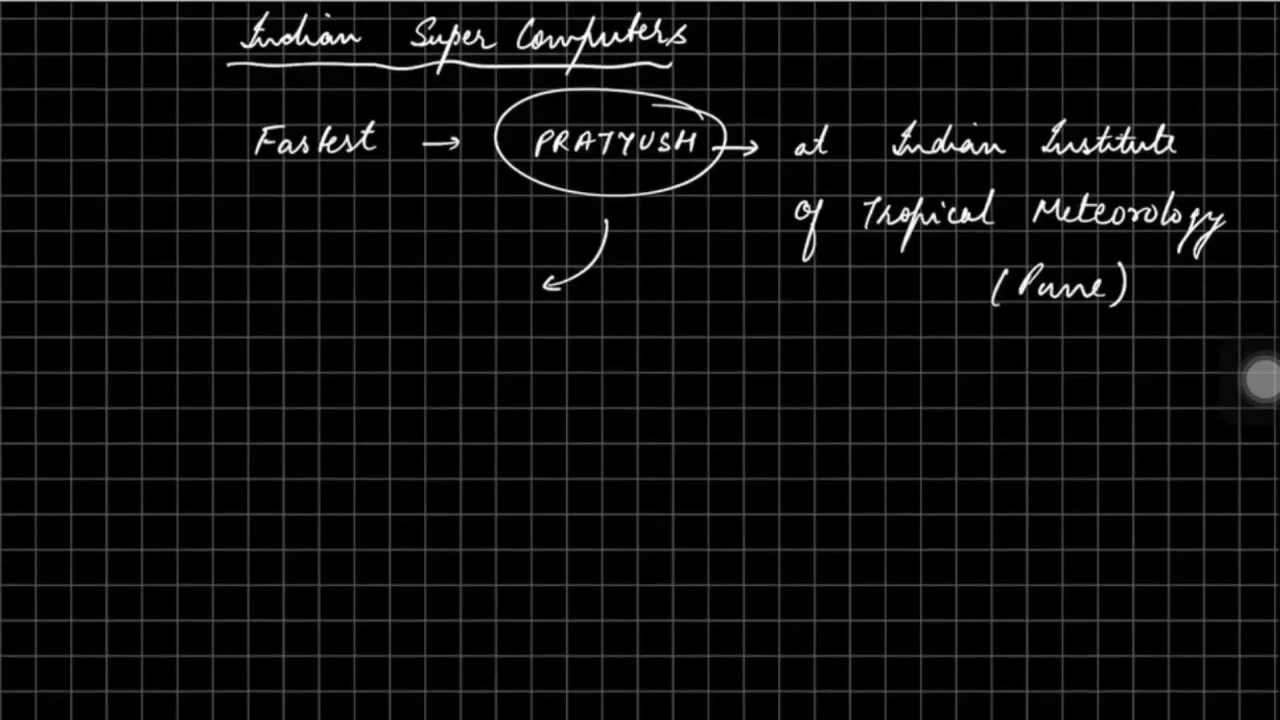 Indian Super Computers
Fastest → PRATYUSH → at Indian Institute
of Tropical Meteorology
(Pune)